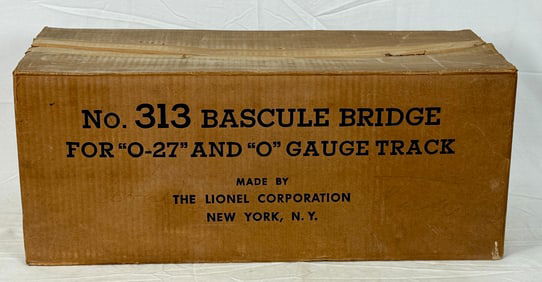 No. 313 BASCULE BRIDGE
FOR "O-27" AND "O" GAUGE TRACK
MADE BY
THE LIONEL CORPORATION
NEW YORK, N. Y.